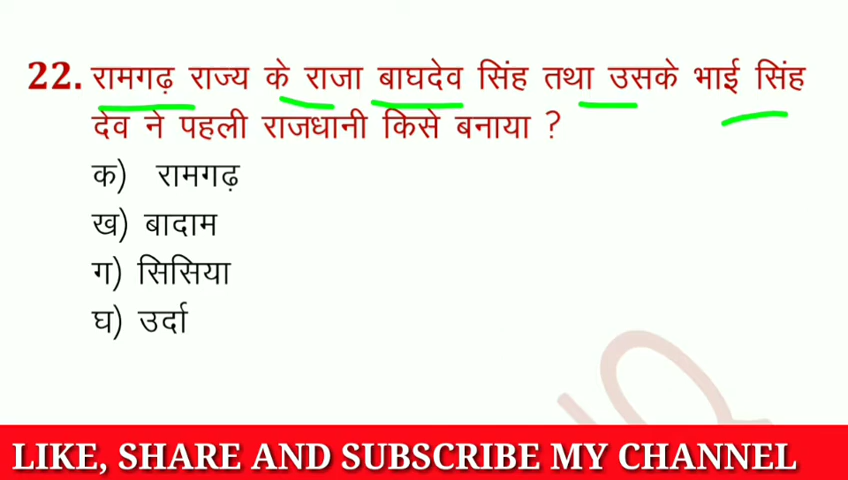 22. रामगढ़ राज्य के राजा बाघदेव सिंह तथा उसके भाई सिंह
देव ने पहली राजधानी किसे बनाया ?
क) रामगढ़
ख) बादाम
ग) सिसिया
घ) उर्दा
LIKE, SHARE AND SUBSCRIBE MY CHANNEL